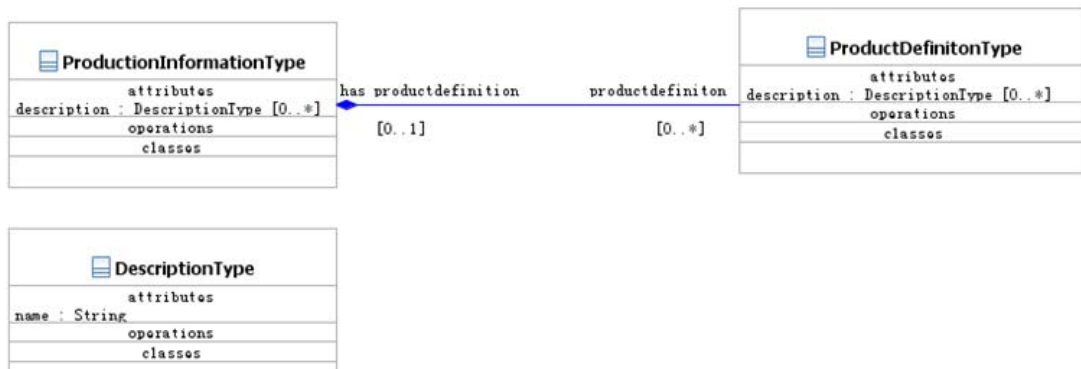 ProductionInformationType
attributes
description : DescriptionType [0..*]
operations
classes
has productdefinition
productdefiniton
[0..1]
[0..*]
ProductDefinitonType
attributes
description : DescriptionType [0..*]
operations
classes
DescriptionType
attributes
name : String
operations
classes